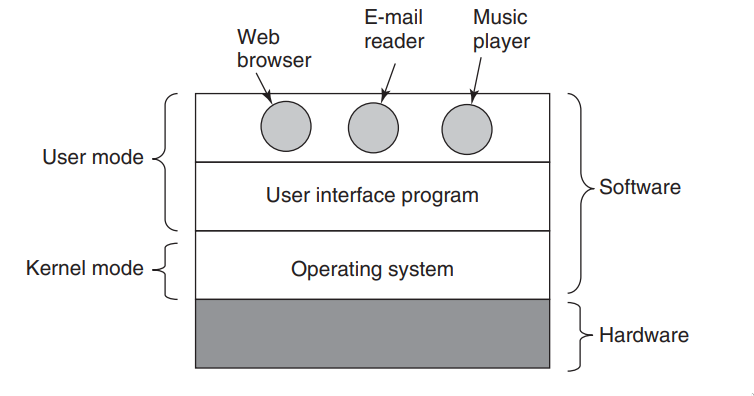 Web
browser
E-mail
reader
Music
player
User mode
User interface program
Software
Kernel mode
Operating system
Hardware